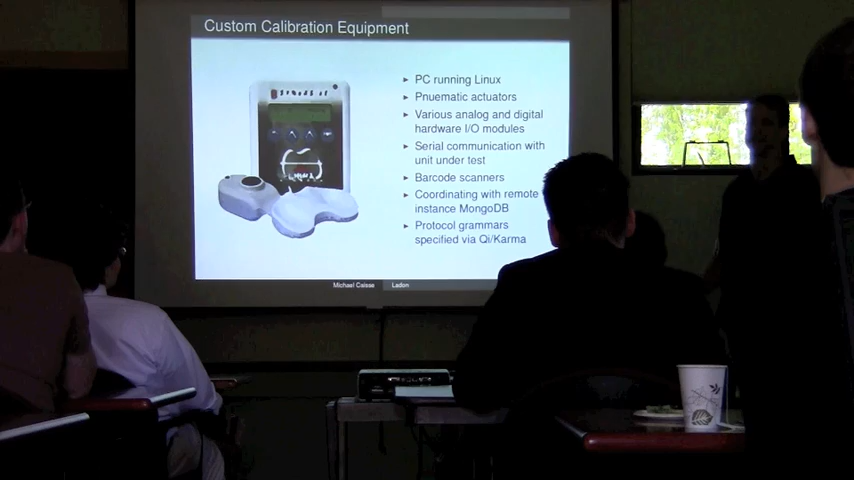 Custom Calibration Equipment
► PC running Linux
► Pnuematic actuators
► Various analog and digital
hardware I/O modules
► Serial communication with
unit under test
► Barcode scanners
► Coordinating with remote
instance MongoDB
► Protocol grammars
specified via Qi/Karma
Michael Caisse
Ladon